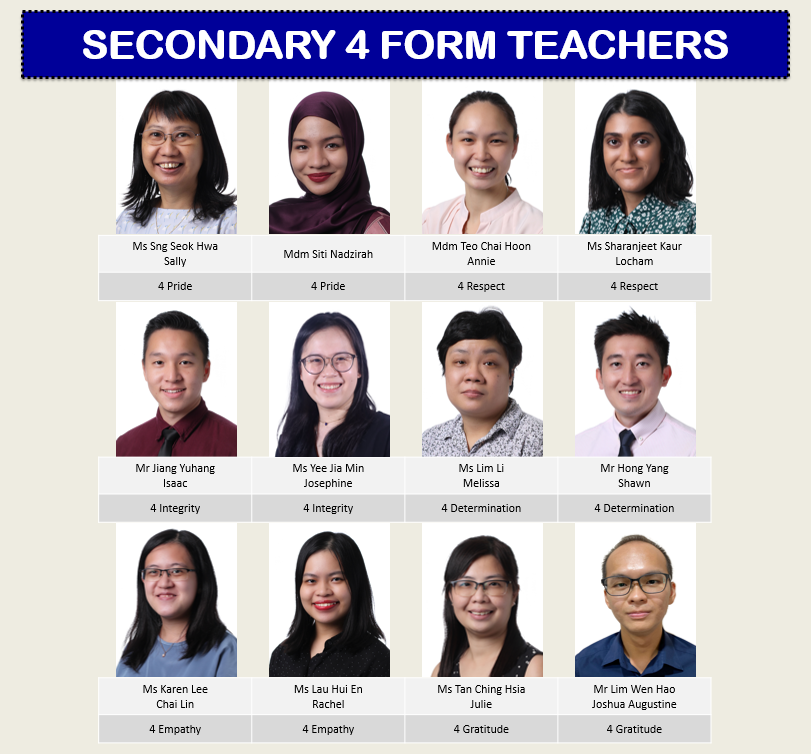 SECONDARY 4 FORM TEACHERS
Ms Sng Seok Hwa
Sally
Mdm Siti Nadzirah
Mdm Teo Chai Hoon
Annie
Ms Sharanjeet Kaur
Locham
4 Pride
4 Pride
4 Respect
4 Respect
Mr Jiang Yuhang
Isaac
Ms Yee Jia Min
Josephine
Ms Lim Li
Melissa
Mr Hong Yang
Shawn
4 Integrity
4 Integrity
4 Determination
4 Determination
Ms Karen Lee
Chai Lin
Ms Lau Hui En
Rachel
Ms Tan Ching Hsia
Julie
Mr Lim Wen Hao
Joshua Augustine
4 Empathy
4 Empathy
4 Gratitude
4 Gratitude